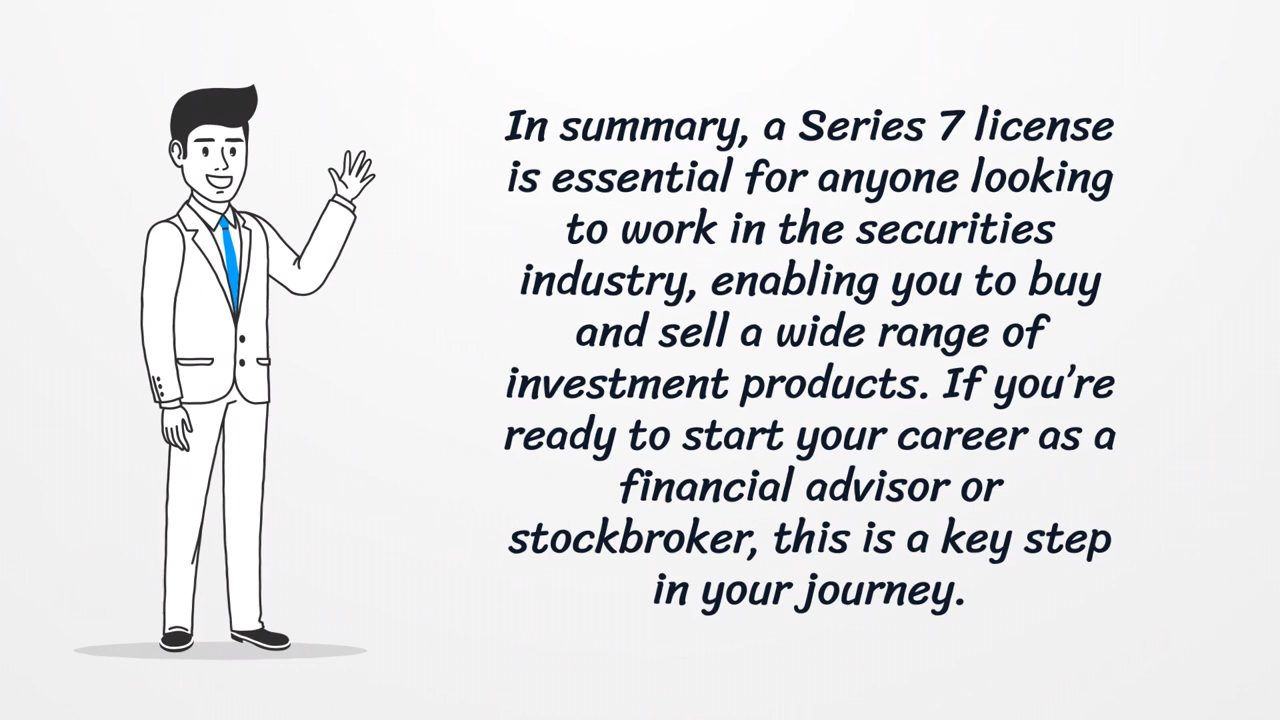 In summary, a Series 7 license
is essential for anyone looking
to work in the securities
industry, enabling you to buy
and sell a wide range of
investment products. If you’re
ready to start your career as a
financial advisor or
stockbroker, this is a key step
in your journey.